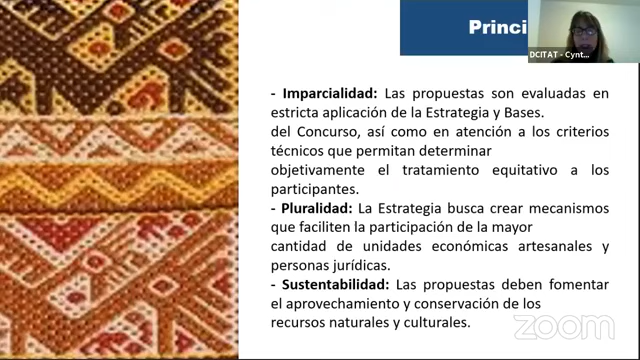 Princi
DCITAT - Cynt...
- Imparcialidad: Las propuestas son evaluadas en
estricta aplicación de la Estrategia y Bases.
del Concurso, así como en atención a los criterios
técnicos que permitan determinar
objetivamente el tratamiento equitativo a los
participantes.
- Pluralidad: La Estrategia busca crear mecanismos
que faciliten la participación de la mayor
cantidad de unidades económicas artesanales y
personas jurídicas.
- Sustentabilidad: Las propuestas deben fomentar
el aprovechamiento y conservación de los
recursos naturales y culturales.
zoom